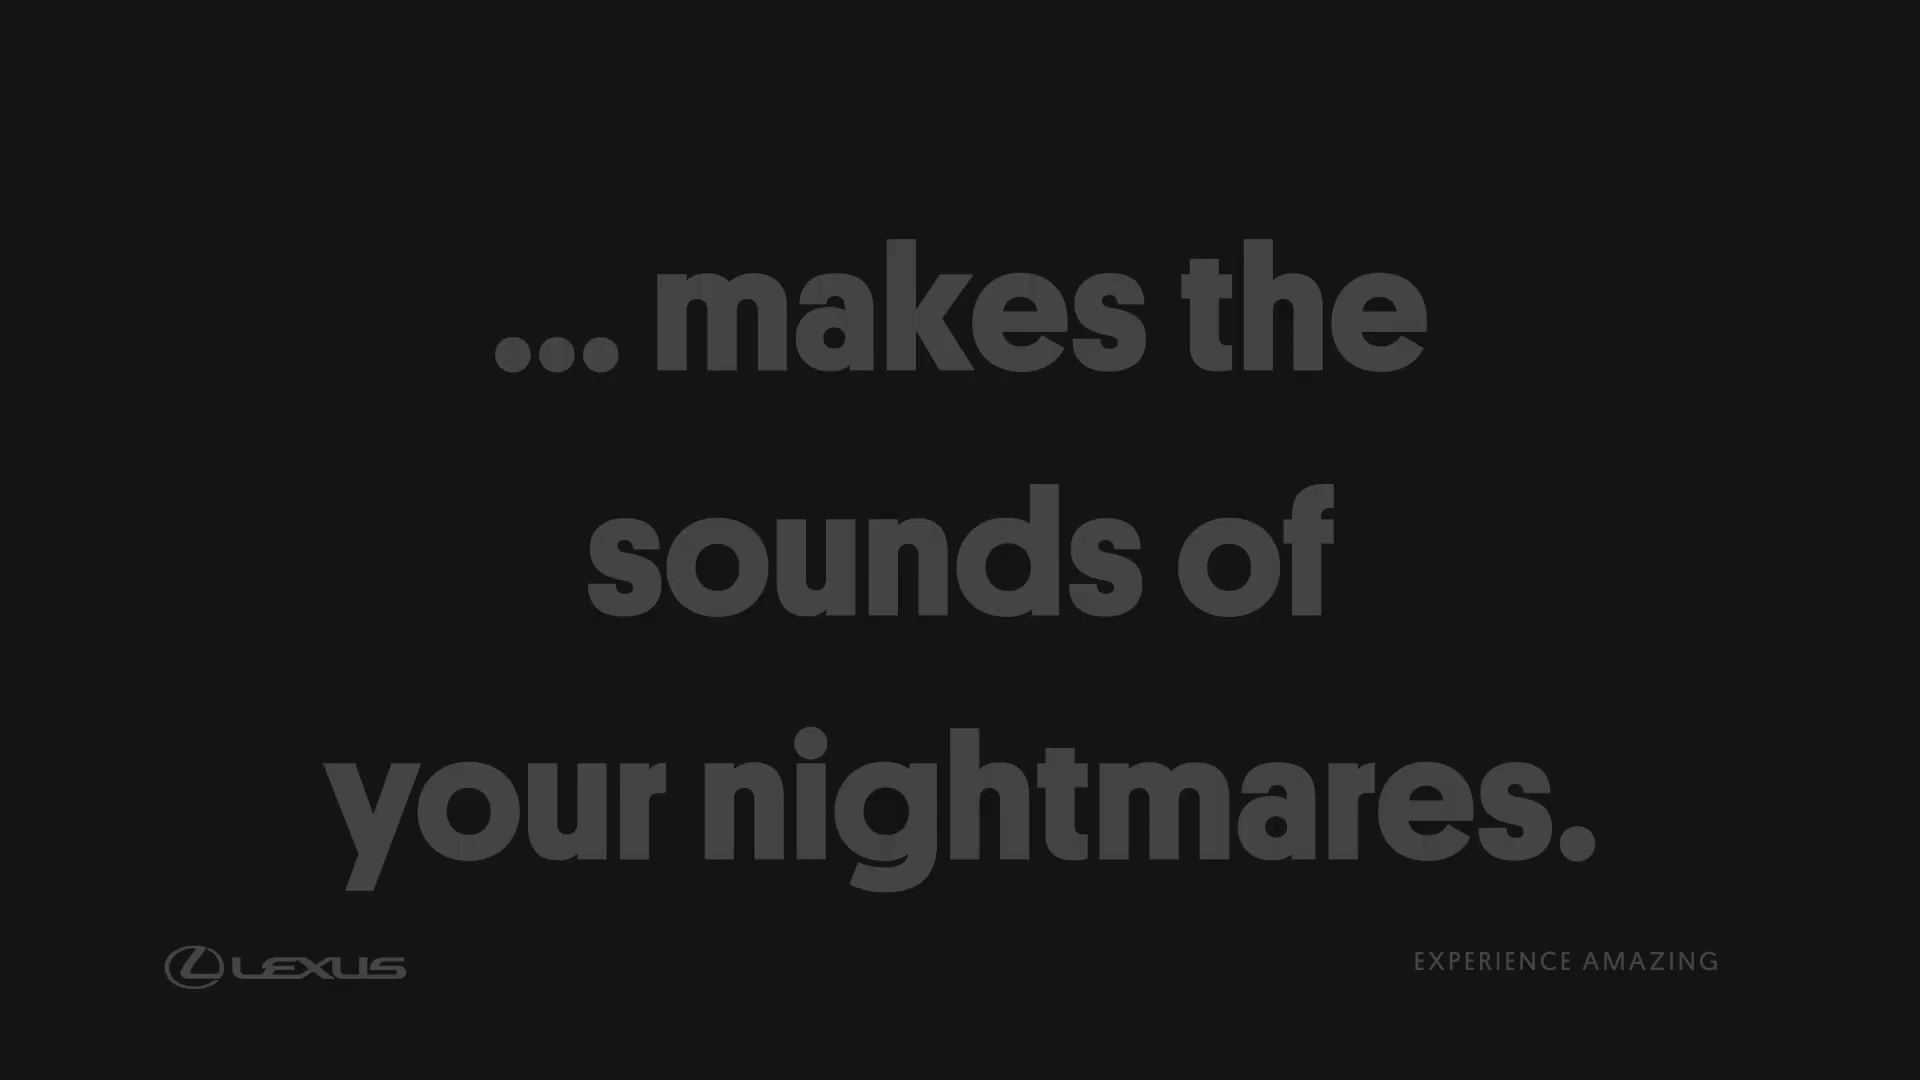 ... makes the
sounds of
your nightmares.
LEXUS
EXPERIENCE AMAZING